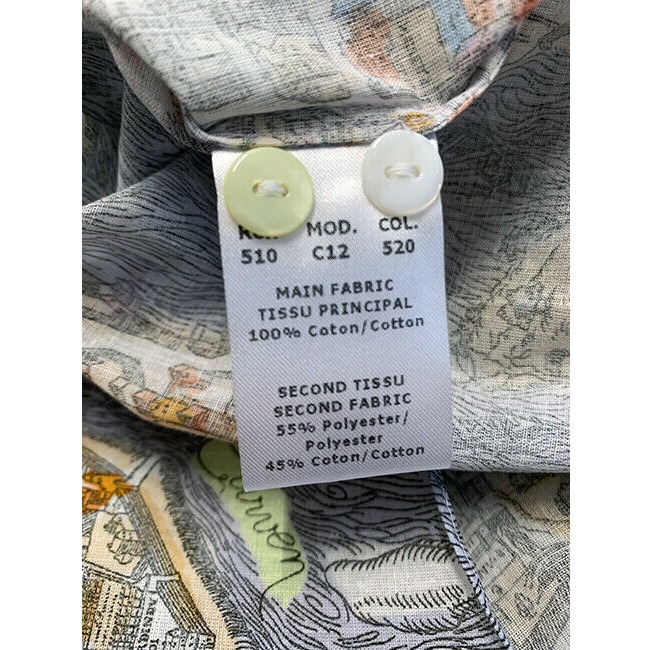 MOD. COL.
510 C12 520
MAIN FABRIC
TISSU PRINCIPAL
100% Coton/Cotton
SECOND TISSU
SECOND FABRIC
55% Polyester/
Polyester
45% Coton/Cotton
Carven